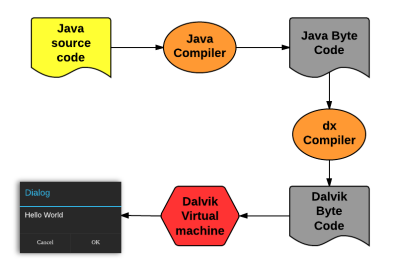 Java
source
code
Java
Compiler
Java Byte
Code
dx
Compiler
Dalvik
Byte
Code
Dalvik
Virtual
machine
Dialog
Hello World
Cancel
OK